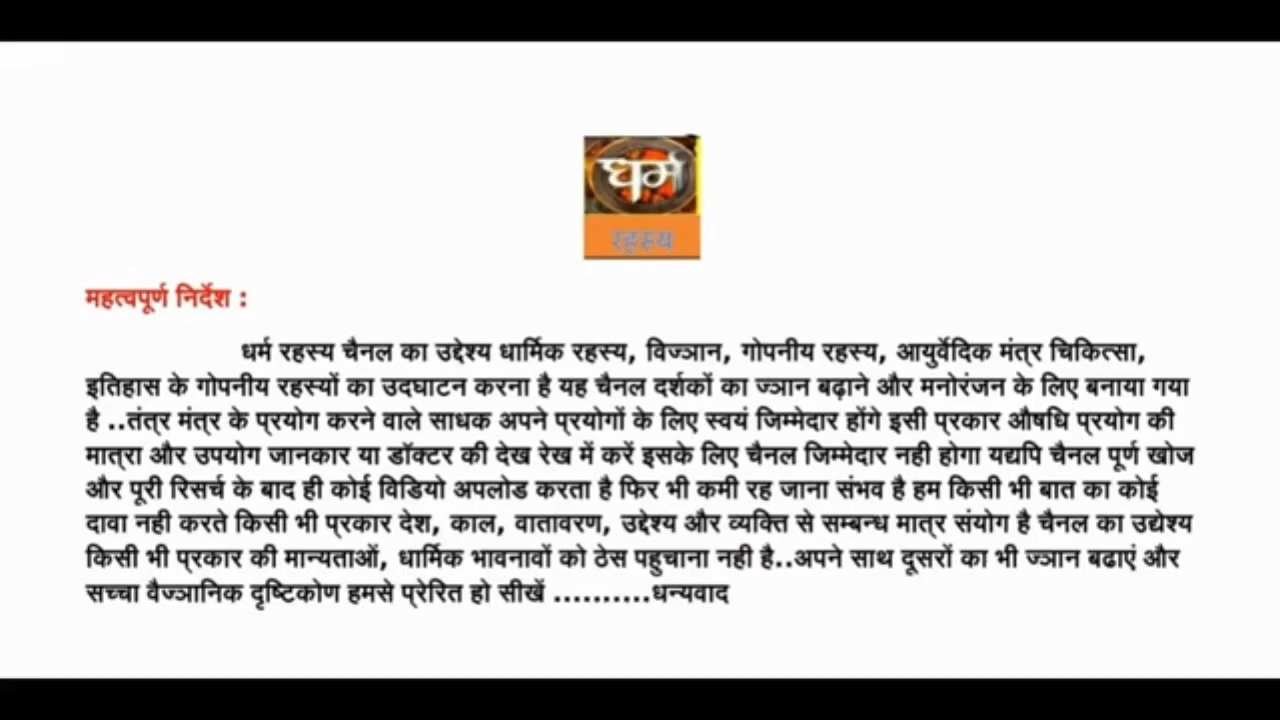 धर्म
रहस्य
महत्वपूर्ण निर्देश :
धर्म रहस्य चैनल का उद्देश्य धार्मिक रहस्य, विज्ञान, गोपनीय रहस्य, आयुर्वेदिक मंत्र चिकित्सा,
इतिहास के गोपनीय रहस्यों का उदघाटन करना है यह चैनल दर्शकों का ज्ञान बढ़ाने और मनोरंजन के लिए बनाया गया
है ..तंत्र मंत्र के प्रयोग करने वाले साधक अपने प्रयोगों के लिए स्वयं जिम्मेदार होंगे इसी प्रकार औषधि प्रयोग की
मात्रा और उपयोग जानकार या डॉक्टर की देख रेख में करें इसके लिए चैनल जिम्मेदार नही होगा यद्यपि चैनल पूर्ण खोज
और पूरी रिसर्च के बाद ही कोई विडियो अपलोड करता है फिर भी कमी रह जाना संभव है हम किसी भी बात का कोई
दावा नही करते किसी भी प्रकार देश, काल, वातावरण, उद्देश्य और व्यक्ति से सम्बन्ध मात्र संयोग है चैनल का उद्येश्य
किसी भी प्रकार की मान्यताओं, धार्मिक भावनावों को ठेस पहुचाना नही है..अपने साथ दूसरों का भी ज्ञान बढाएं और
सच्चा वैज्ञानिक दृष्टिकोण हमसे प्रेरित हो सीखें ..........धन्यवाद